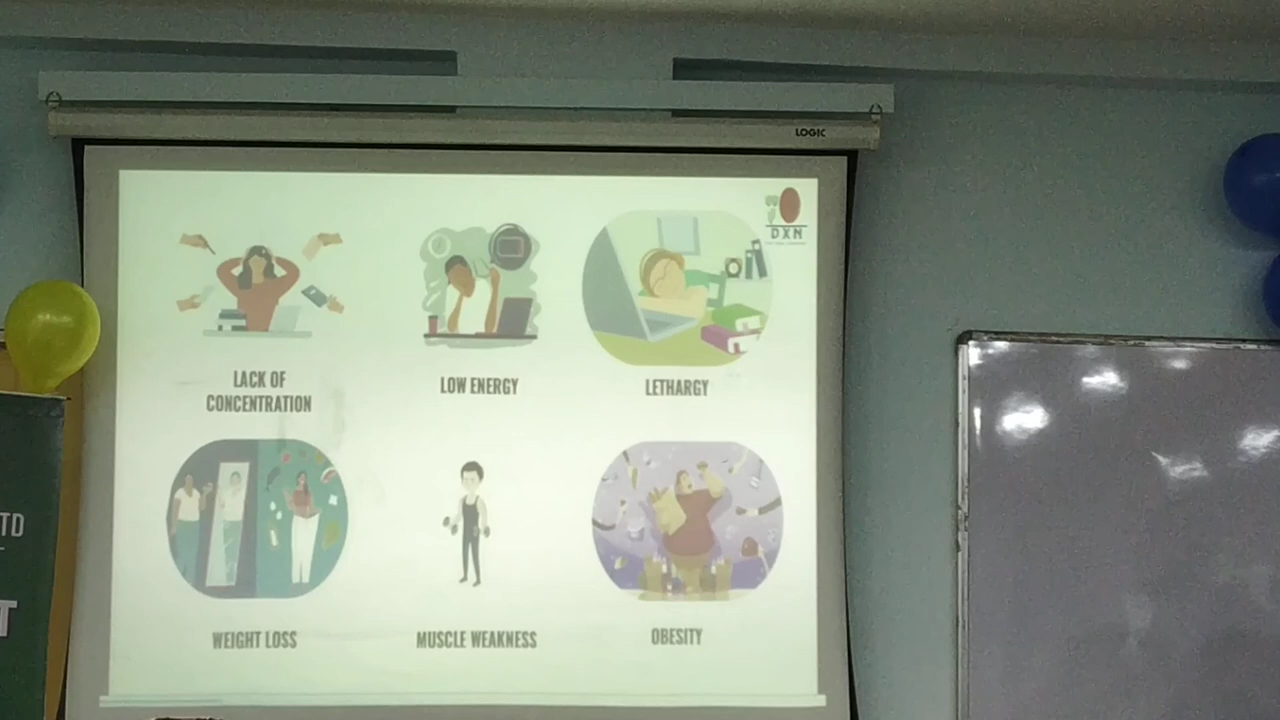 LOGIC
DXN
LACK OF
CONCENTRATION
LOW ENERGY
LETHARGY
WEIGHT LOSS
MUSCLE WEAKNESS
OBESITY
TD
T